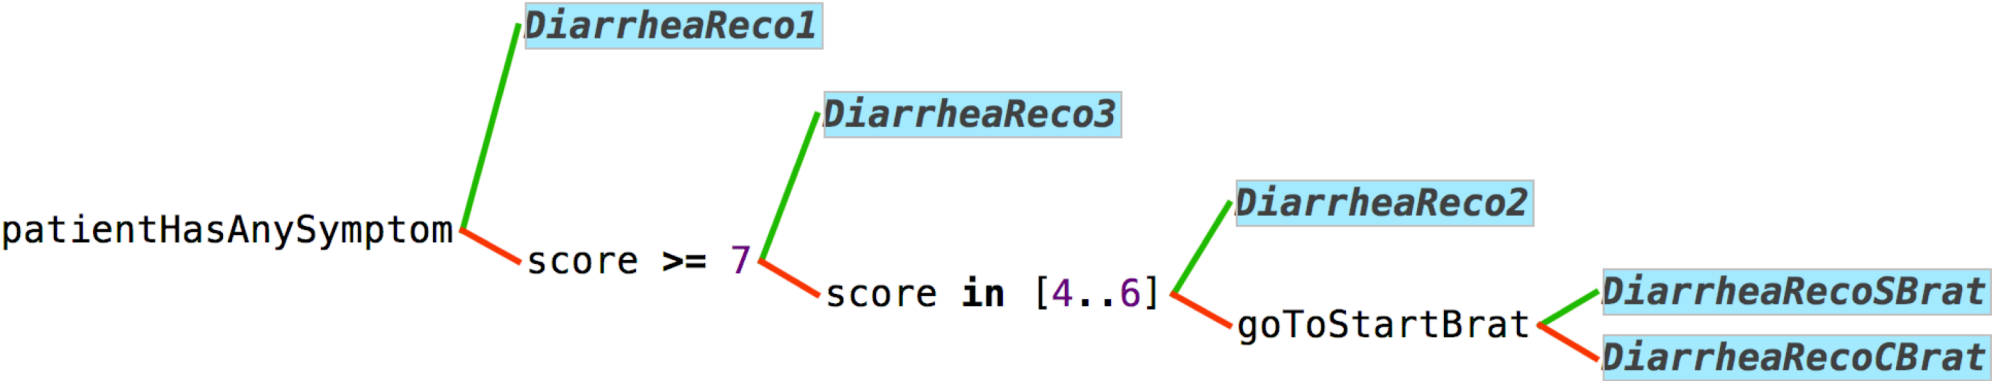 DiarrheaReco1
DiarrheaReco3
DiarrheaReco2
patientHasAnySymptom
score >= 7
score in [4..6]
goToStartBrat
DiarrheaRecoSBrat
DiarrheaRecoCBrat